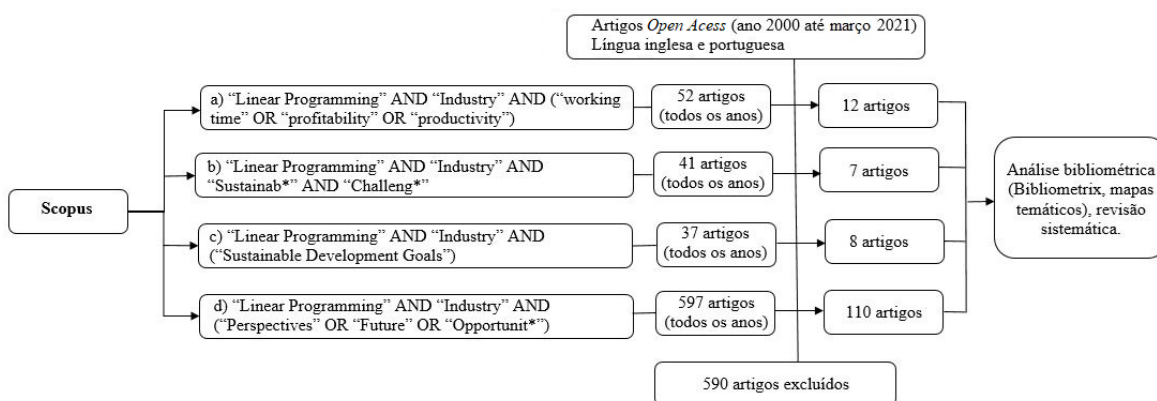 Artigos Open Acess (ano 2000 até março 2021)
Língua inglesa e portuguesa
Scopus
a) “Linear Programming” AND “Industry” AND (“working
time” OR “profitability” OR “productivity”)
52 artigos
(todos os anos)
12 artigos
b) “Linear Programming” AND “Industry” AND
“Sustainab*” AND “Challeng*”
41 artigos
(todos os anos)
7 artigos
c) “Linear Programming” AND “Industry” AND
(“Sustainable Development Goals”)
37 artigos
(todos os anos)
8 artigos
d) “Linear Programming” AND “Industry” AND
(“Perspectives” OR “Future” OR “Opportunit*”)
597 artigos
(todos os anos)
110 artigos
Análise bibliométrica
(Bibliometrix, mapas
temáticos), revisão
sistemática.
590 artigos excluídos